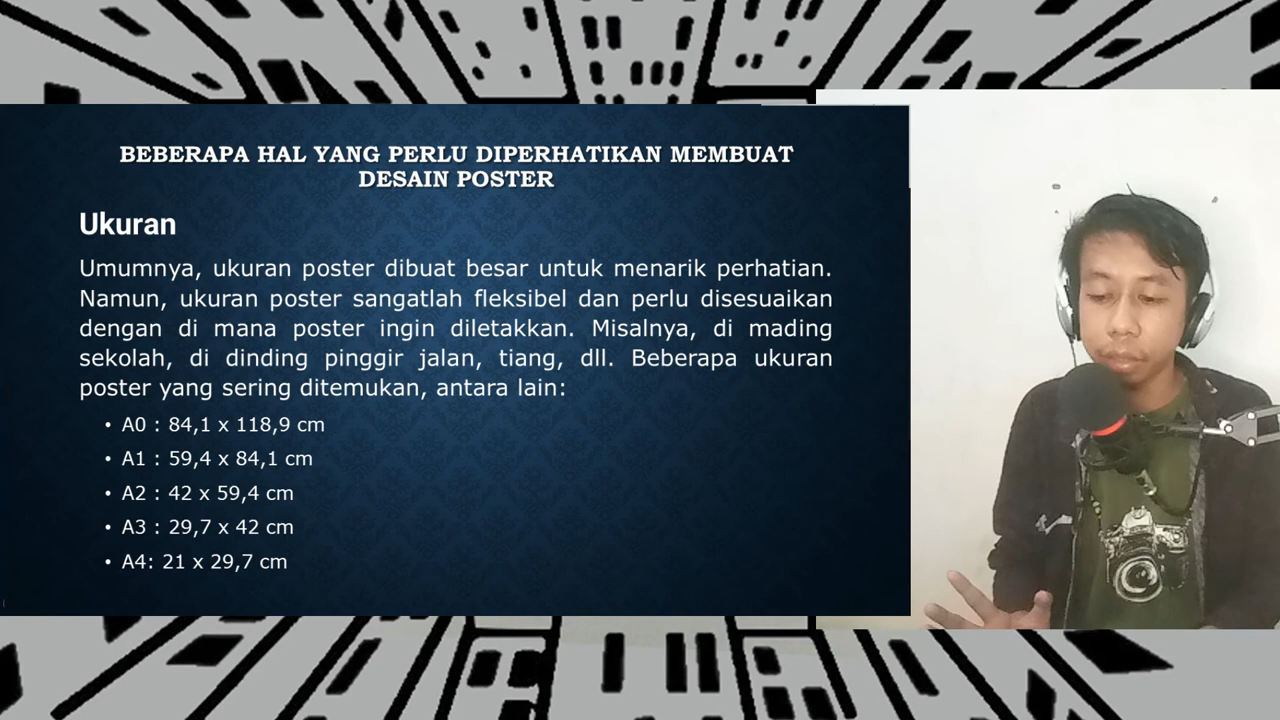 BEBERAPA HAL YANG PERLU DIPERHATIKAN MEMBUAT
DESAIN POSTER
Ukuran
Umumnya, ukuran poster dibuat besar untuk menarik perhatian.
Namun, ukuran poster sangatlah fleksibel dan perlu disesuaikan
dengan di mana poster ingin diletakkan. Misalnya, di mading
sekolah, di dinding pinggir jalan, tiang, dll. Beberapa ukuran
poster yang sering ditemukan, antara lain:
• A0 : 84,1 x 118,9 cm
• A1 : 59,4 x 84,1 cm
• A2 : 42 x 59,4 cm
• A3 : 29,7 x 42 cm
• A4: 21 x 29,7 cm